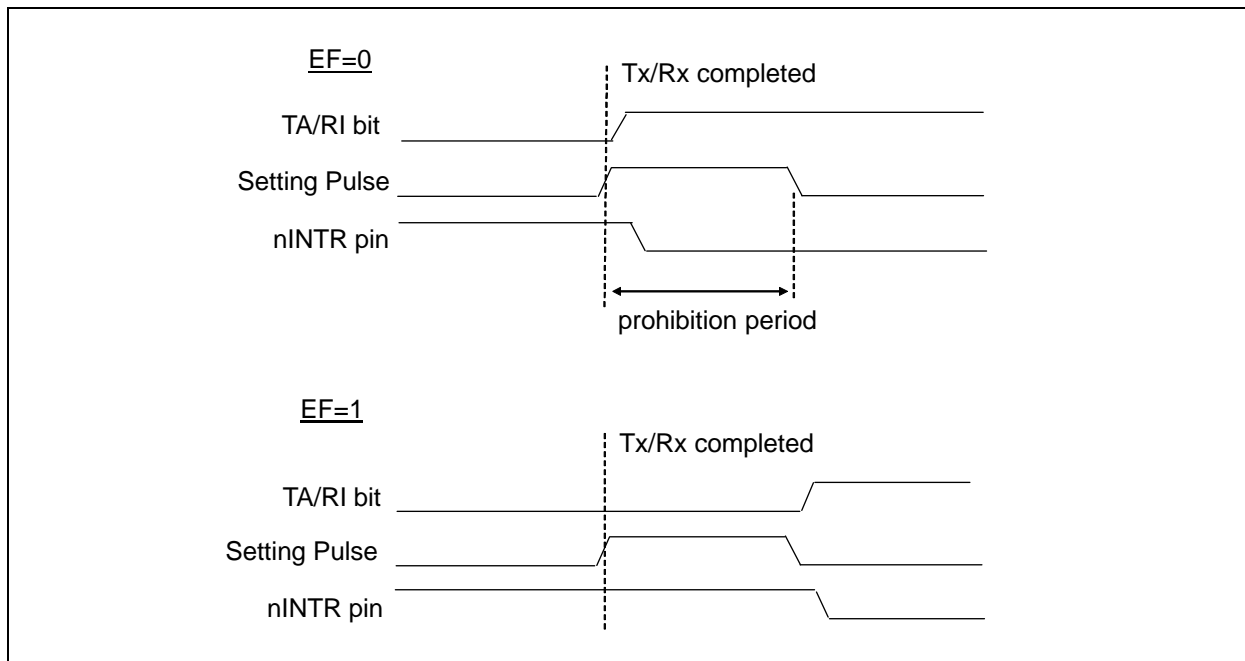 EF=0
Tx/Rx completed
TA/RI bit
Setting Pulse
nINTR pin
prohibition period
EF=1
Tx/Rx completed
TA/RI bit
Setting Pulse
nINTR pin